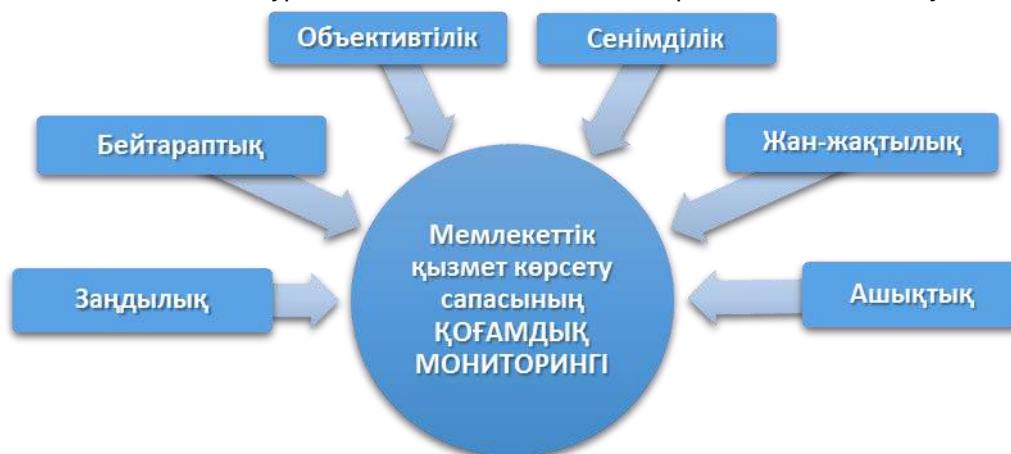 Объективтілік
Сенімділік
Бейтараптық
Жан-жақтылық
Мемлекеттік
қызмет көрсету
сапасының
ҚОҒАМДЫҚ
МОНИТОРИНГІ
Заңдылық
Ашықтық